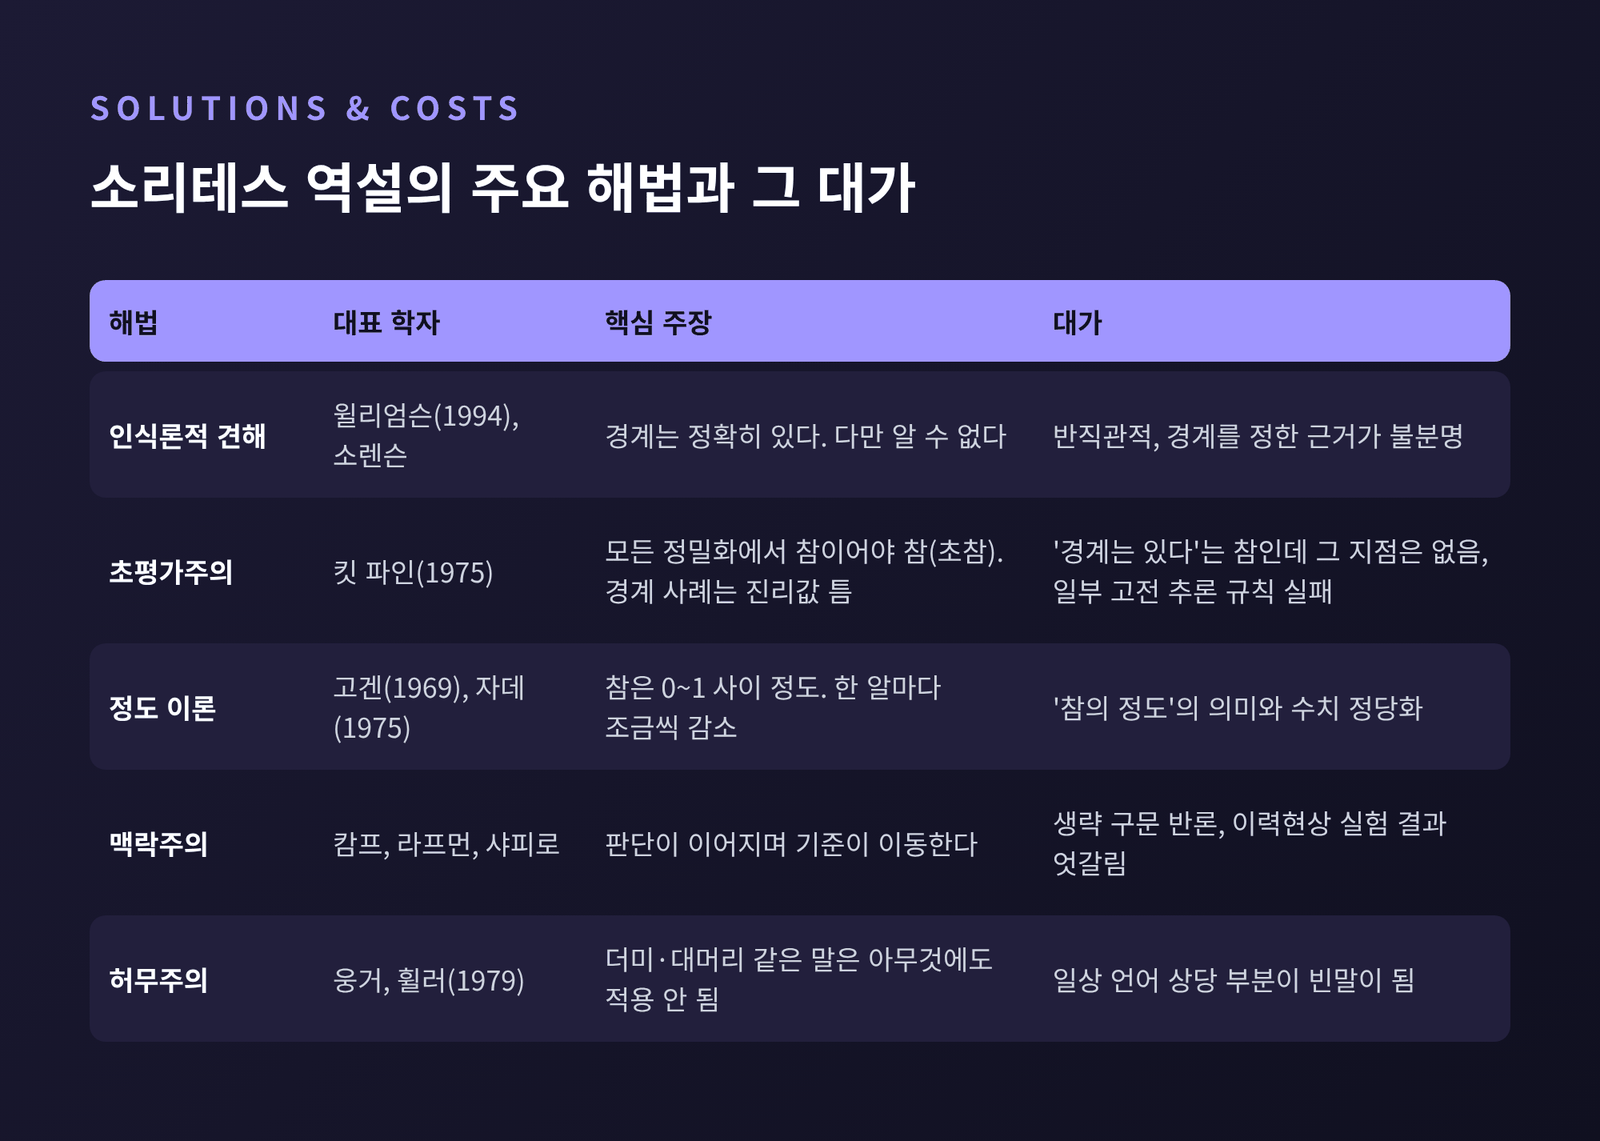 SOLUTIONS & COSTS
소리테스 역설의 주요 해법과 그 대가
해법 대표 학자 핵심 주장 대가
인식론적 견해
윌리엄슨(1994),
소렌슨
경계는 정확히 있다. 다만 알 수 없다
반직관적, 경계를 정한 근거가 불분명
초평가주의
킷 파인(1975)
모든 정밀화에서 참이어야 참(초참).
경계 사례는 진리값 틈
'경계는 있다'는 참인데 그 지점은 없음,
일부 고전 추론 규칙 실패
정도 이론
고겐(1969), 자데
(1975)
참은 0~1 사이 정도. 한 알마다
조금씩 감소
'참의 정도'의 의미와 수치 정당화
맥락주의
캄프, 라프먼, 샤피로
판단이 이어지며 기준이 이동한다
생략 구문 반론, 이력현상 실험 결과
엇갈림
허무주의
웅거, 휠러(1979)
더미·대머리 같은 말은 아무것에도
적용 안 됨
일상 언어 상당 부분이 빈말이 됨